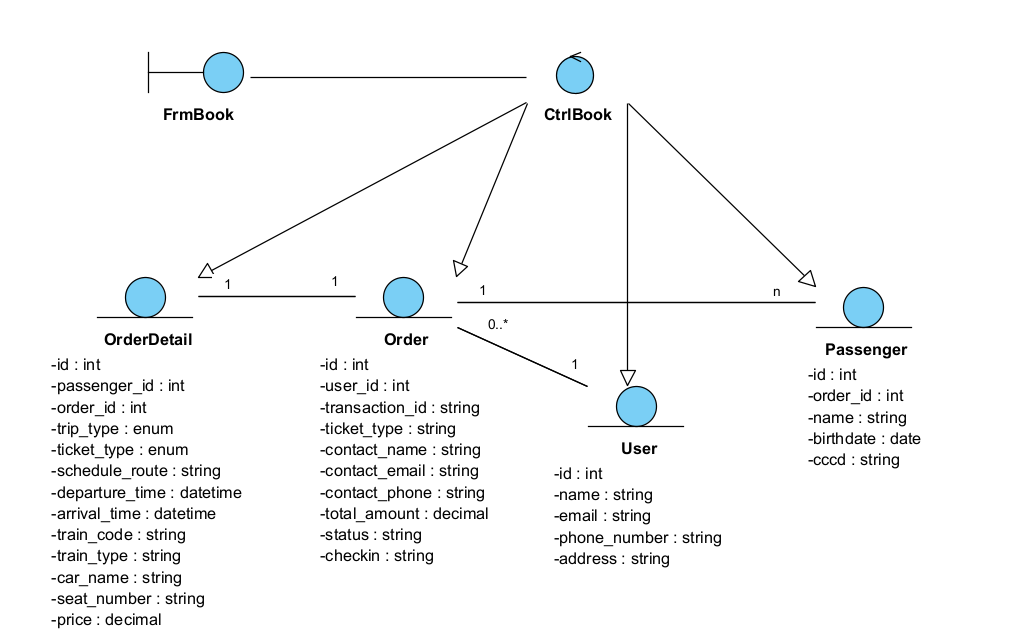 FrmBook
CtrlBook
1
1
1
n
0..*
1
OrderDetail
-id : int
-passenger_id : int
-order_id : int
-trip_type : enum
-ticket_type : enum
-schedule_route : string
-departure_time : datetime
-arrival_time : datetime
-train_code : string
-train_type : string
-car_name : string
-seat_number : string
-price : decimal
Order
-id : int
-user_id : int
-transaction_id : string
-ticket_type : string
-contact_name : string
-contact_email : string
-contact_phone : string
-total_amount : decimal
-status : string
-checkin : string
User
-id : int
-name : string
-email : string
-phone_number : string
-address : string
Passenger
-id : int
-order_id : int
-name : string
-birthdate : date
-cccd : string